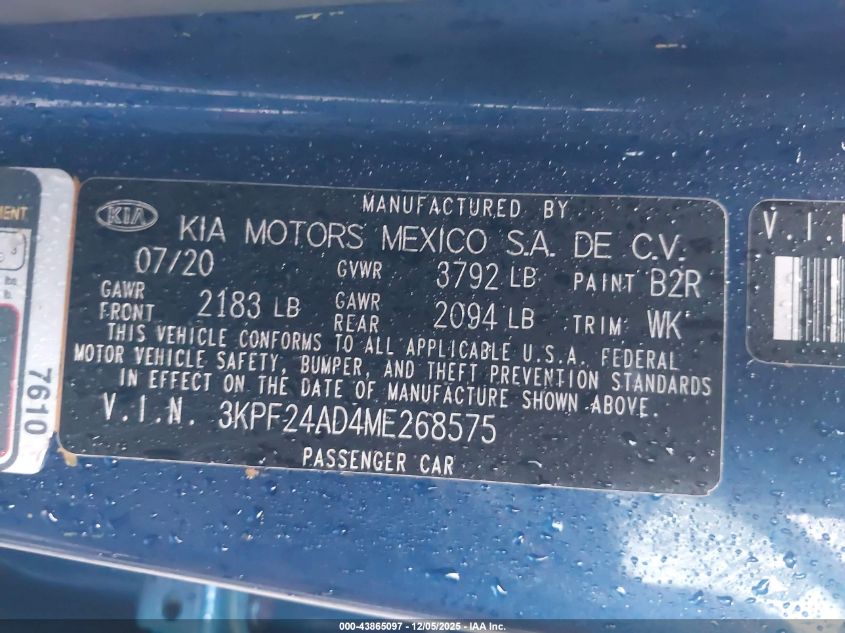 MANUFACTURED BY
KIA
KIA MOTORS MEXICO S.A. DE C.V.
07/20 GVWR 3792 LB PAINT B2R
GAWR FRONT 2183 LB GAWR REAR 2094 LB TRIM WK
THIS VEHICLE CONFORMS TO ALL APPLICABLE U.S.A. FEDERAL
MOTOR VEHICLE SAFETY, BUMPER, AND THEFT PREVENTION STANDARDS
IN EFFECT ON THE DATE OF MANUFACTURE SHOWN ABOVE.
V.I.N. 3KPF24AD4ME268575
PASSENGER CAR
7610
V.I.N
000-43865097 - 12/05/2025 - IAA Inc.